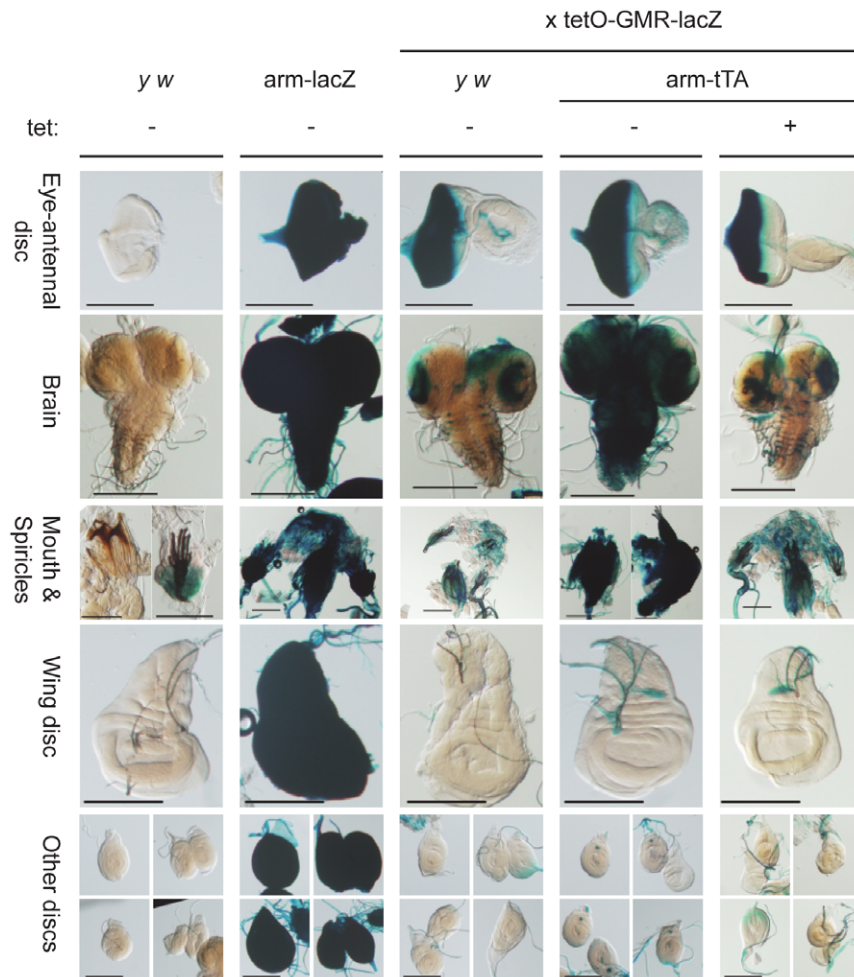 x tetO-GMR-lacZ
y w
arm-lacZ
y w
arm-tTA
tet:
-
-
-
-
+
Eye-antennal
disc
Brain
Mouth &
Spiricles
Wing disc
Other discs